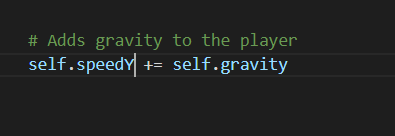 # Adds gravity to the player
self.speedY += self.gravity